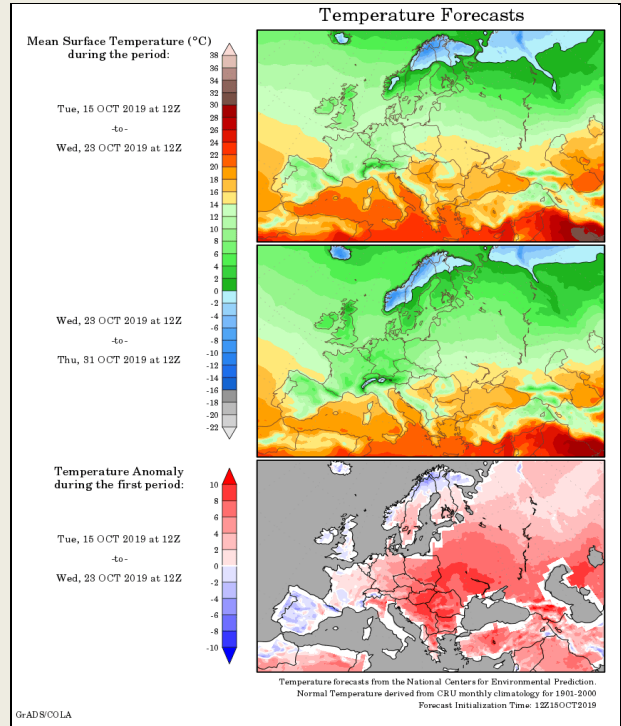 Temperature Forecasts
Mean Surface Temperature (°C)
during the period:
Tue, 15 OCT 2019 at 12Z
-to-
Wed, 23 OCT 2019 at 12Z
38
36
34
32
30
28
26
24
22
20
18
16
14
12
10
8
6
4
2
0
-2
-4
-6
-8
-10
-12
-14
-16
-18
-20
-22
Wed, 23 OCT 2019 at 12Z
-to-
Thu, 31 OCT 2019 at 12Z
Temperature Anomaly
during the first period:
Tue, 15 OCT 2019 at 12Z
-to-
Wed, 23 OCT 2019 at 12Z
10
8
6
4
2
0
-2
-4
-6
-8
-10
Temperature forecasts from the National Centers for Environmental Prediction.
Normal Temperature derived from CRU monthly climatology for 1901-2000
Forecast Initialization Time: 12Z15OCT2019
GrADS/COLA